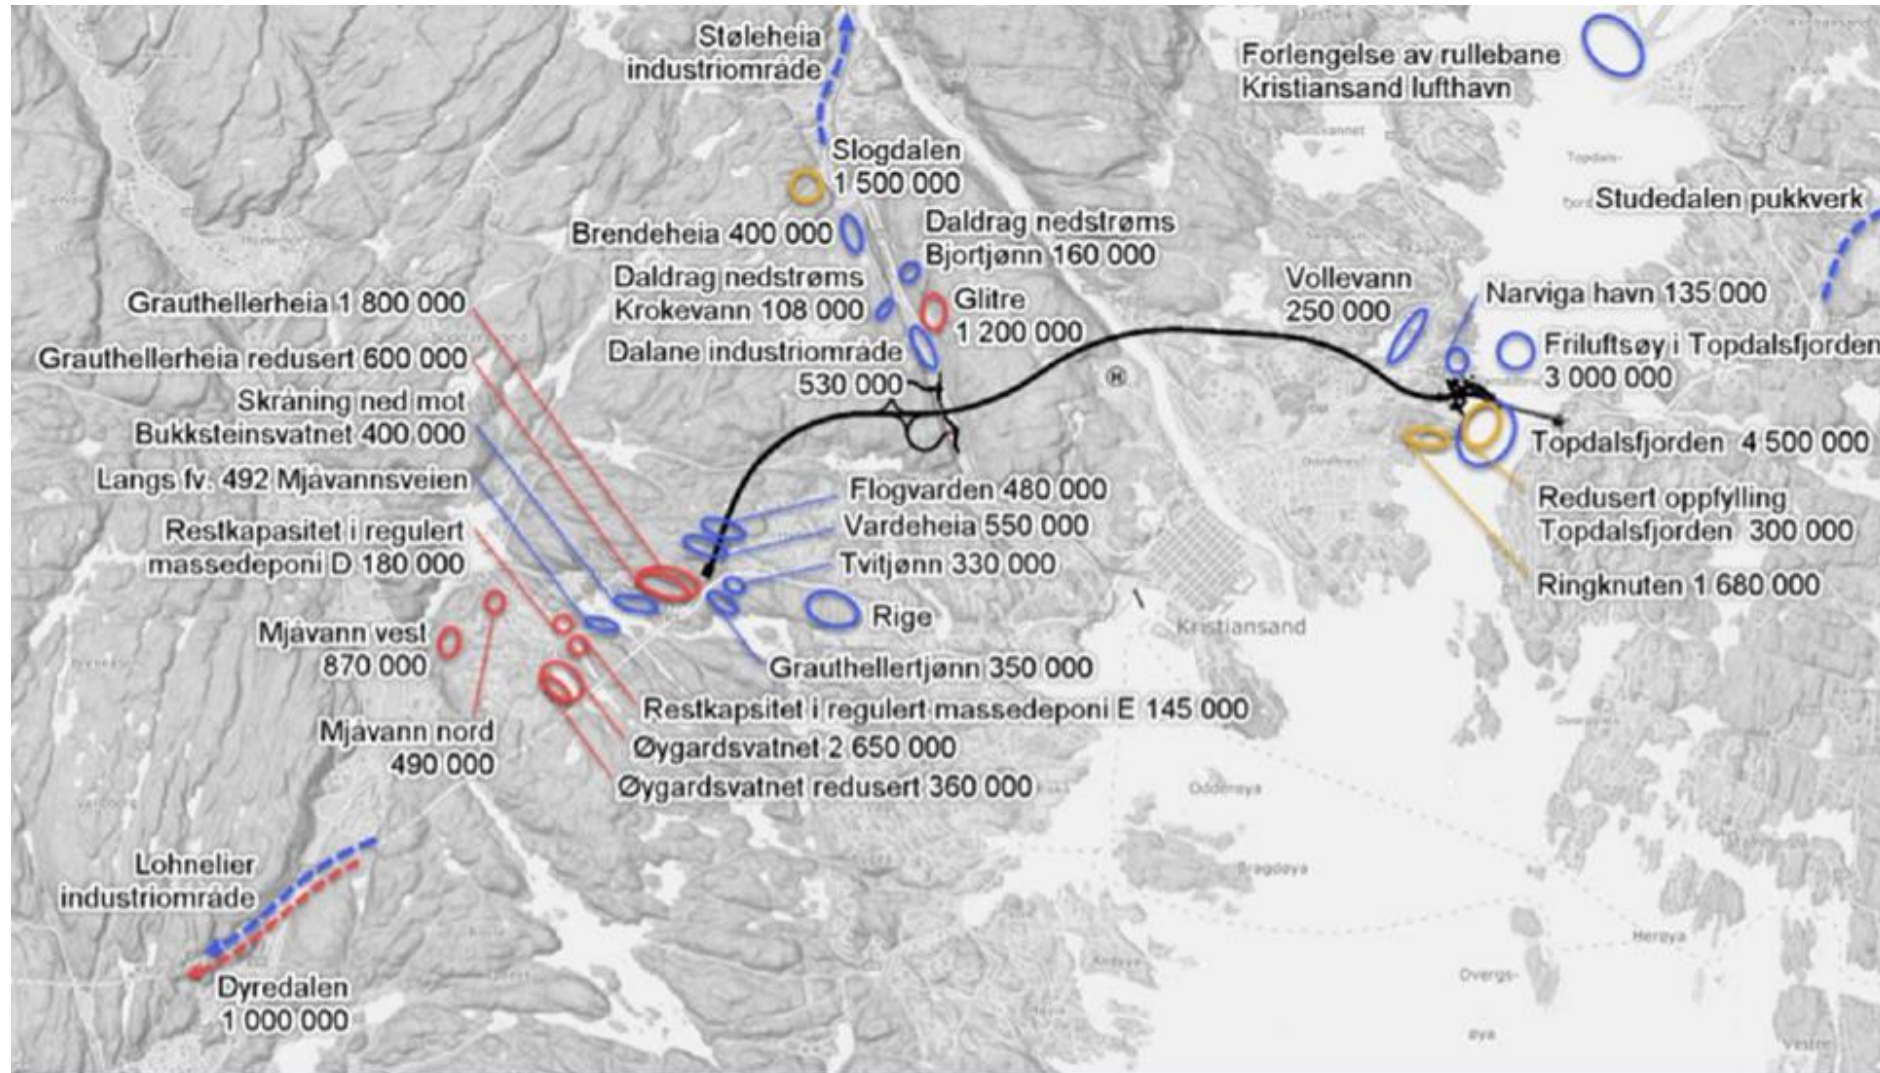 Støleheia
industriområde
Forlengelse av rullebane
Kristiansand lufthavn
Slogdalen
1 500 000
Studedalen pukkverk
Brendeheia 400 000
Daldrag nedstrøms
Bjortjønn 160 000
Daldrag nedstrøms
Krokevann 108 000
Vollevann
250 000
Narviga havn 135 000
Grauthellerheia 1 800 000
Glitre
1 200 000
Dalane industriområde
530 000
Friluftsøy i Topdalsfjorden
3 000 000
Grauthellerheia redusert 600 000
Skråning ned mot
Bukksteinsvatnet 400 000
Topdalsfjorden 4 500 000
Langs fv. 492 Mjåvannsveien
Flogvarden 480 000
Redusert oppfylling
Topdalsfjorden 300 000
Restkapasitet i regulert
massedeponi D 180 000
Vardeheia 550 000
Tvitjønn 330 000
Ringknuten 1 680 000
Rige
Kristiansand
Mjåvann vest
870 000
Grauthellertjønn 350 000
Restkapsitet i regulert massedeponi E 145 000
Mjåvann nord
490 000
Øygardsvatnet 2 650 000
Øygardsvatnet redusert 360 000
Odderøya
Lohnelier
industriområde
Bragdøya
Herøya
Dyredalen
1 000 000
Overgs-
øya
H